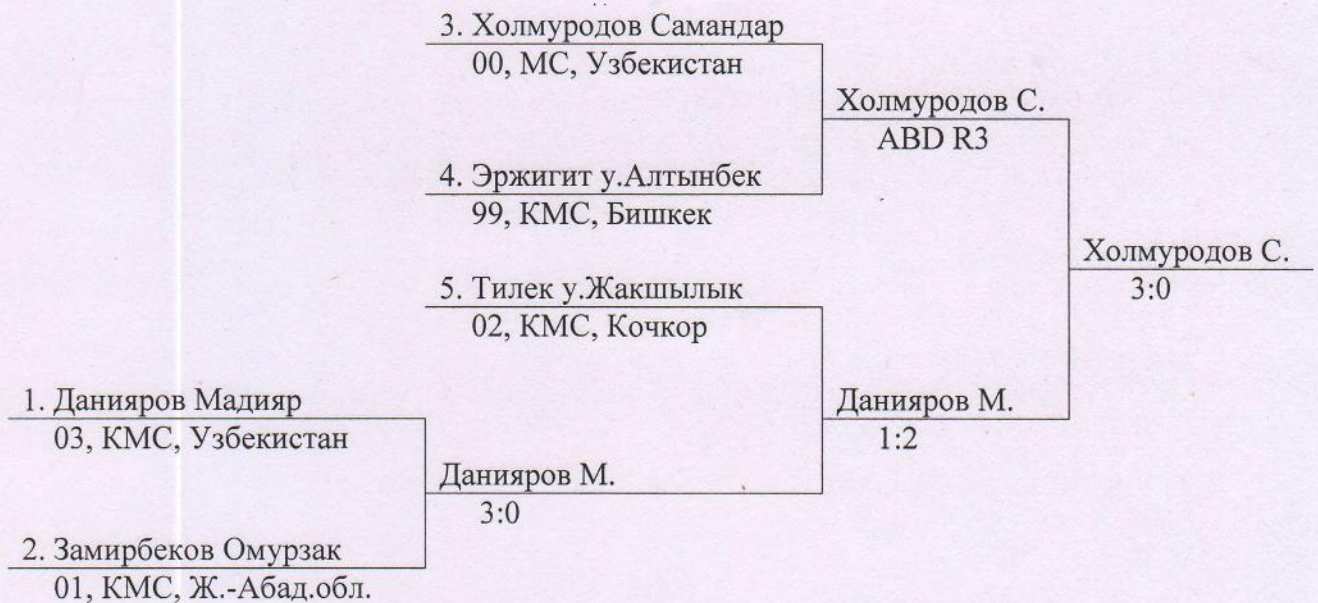 3. Холмуродов Самандар
00, МС, Узбекистан
Холмуродов С.
ABD R3
4. Эржигит у.Алтынбек
99, КМС, Бишкек
Холмуродов С.
3:0
5. Тилек у.Жакшылык
02, КМС, Кочкор
1. Данияров Мадияр
03, КМС, Узбекистан
Данияров М.
1:2
Данияров М.
3:0
2. Замирбеков Омурзак
01, КМС, Ж.-Абад.обл.